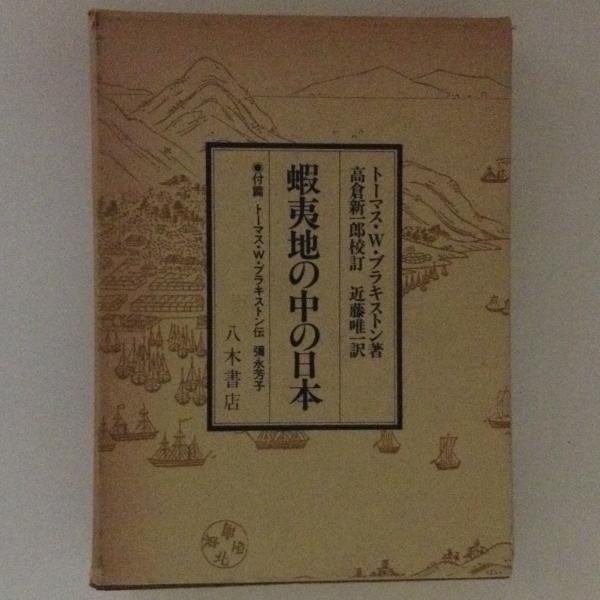 トーマス・W・ブラキストン著
高倉新一郎校訂 近藤唯一訳
蝦夷地の中の日本
●付篇 トーマス・W・ブラキストン伝 彌永芳子
八木書店